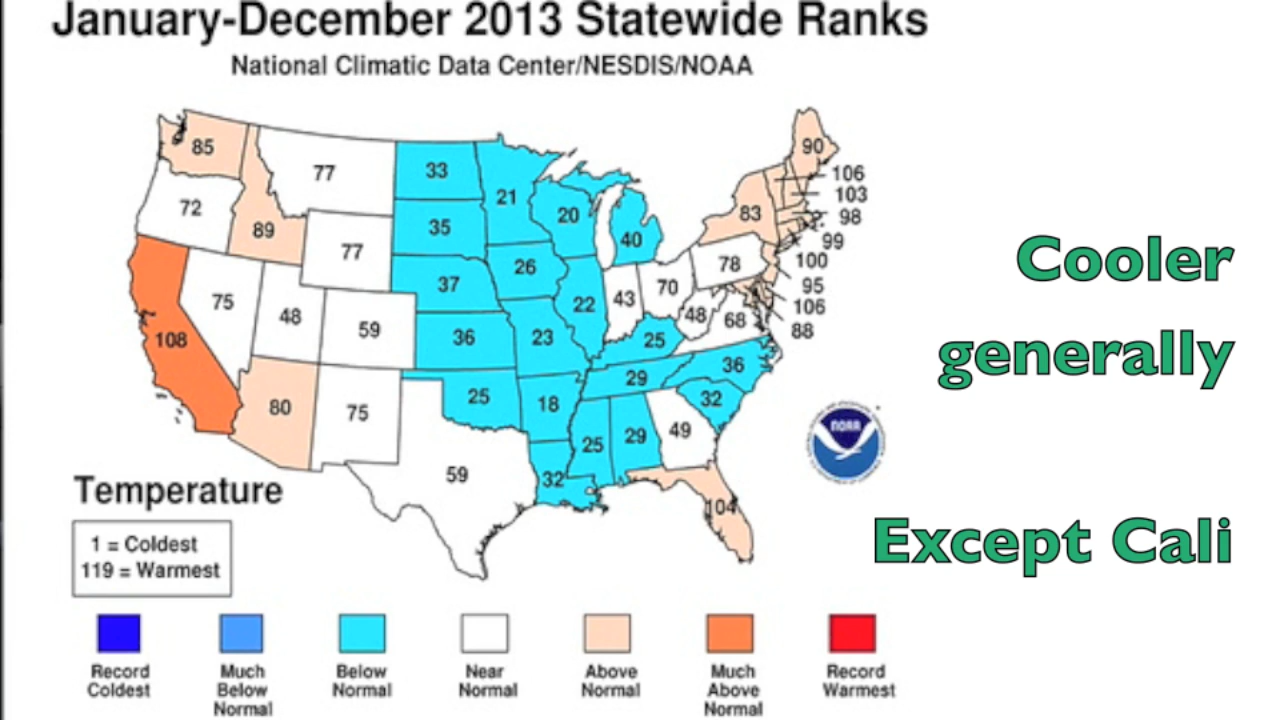 January-December 2013 Statewide Ranks
National Climatic Data Center/NESDIS/NOAA
85
77
33
21
90
106
103
98
99
100
95
106
88
72
89
77
35
20
40
83
78
Cooler
generally
Except Cali
108
75
48
59
37
26
22
43
70
48
68
36
23
25
36
80
75
25
18
29
32
59
32
25
29
49
104
NOAA
Temperature
1 = Coldest
119 = Warmest
Record
Coldest
Much
Below
Normal
Below
Normal
Near
Normal
Above
Normal
Much
Above
Normal
Record
Warmest